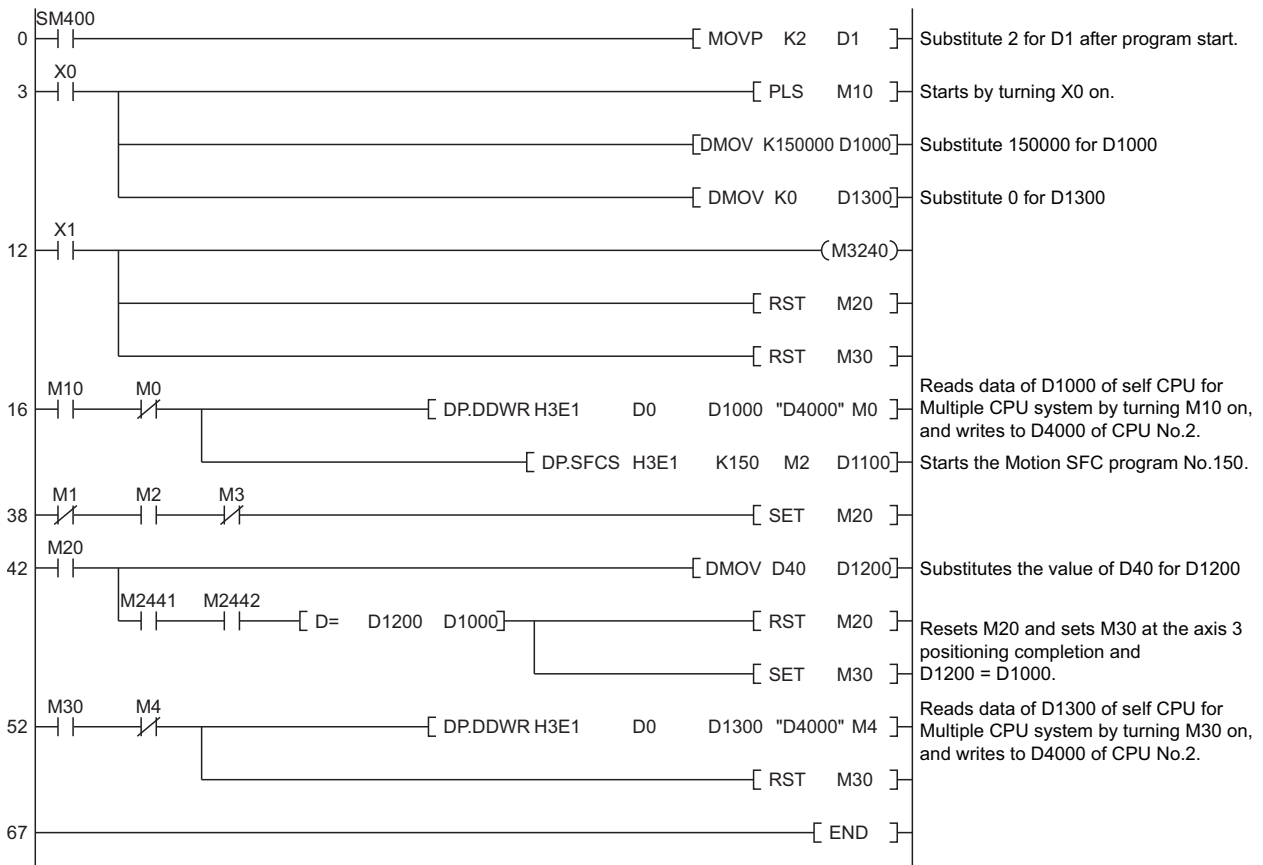 SM400
0 MOVP K2 D1 Substitute 2 for D1 after program start.
X0
3 PLS M10 Starts by turning X0 on.
DMOV K150000 D1000 Substitute 150000 for D1000
DMOV K0 D1300 Substitute 0 for D1300
X1
12 M3240
RST M20
RST M30
M10 M0
16 DP.DDWR H3E1 D0 D1000 "D4000" M0
Reads data of D1000 of self CPU for
Multiple CPU system by turning M10 on,
and writes to D4000 of CPU No.2.
DP.SFCS H3E1 K150 M2 D1100 Starts the Motion SFC program No.150.
M1 M2 M3
38 SET M20
M20
42 DMOV D40 D1200 Substitutes the value of D40 for D1200
M2441 M2442
D= D1200 D1000 RST M20
SET M30
Resets M20 and sets M30 at the axis 3
positioning completion and
D1200 = D1000.
M30 M4
52 DP.DDWR H3E1 D0 D1300 "D4000" M4
Reads data of D1300 of self CPU for
Multiple CPU system by turning M30 on,
and writes to D4000 of CPU No.2.
RST M30
67 END